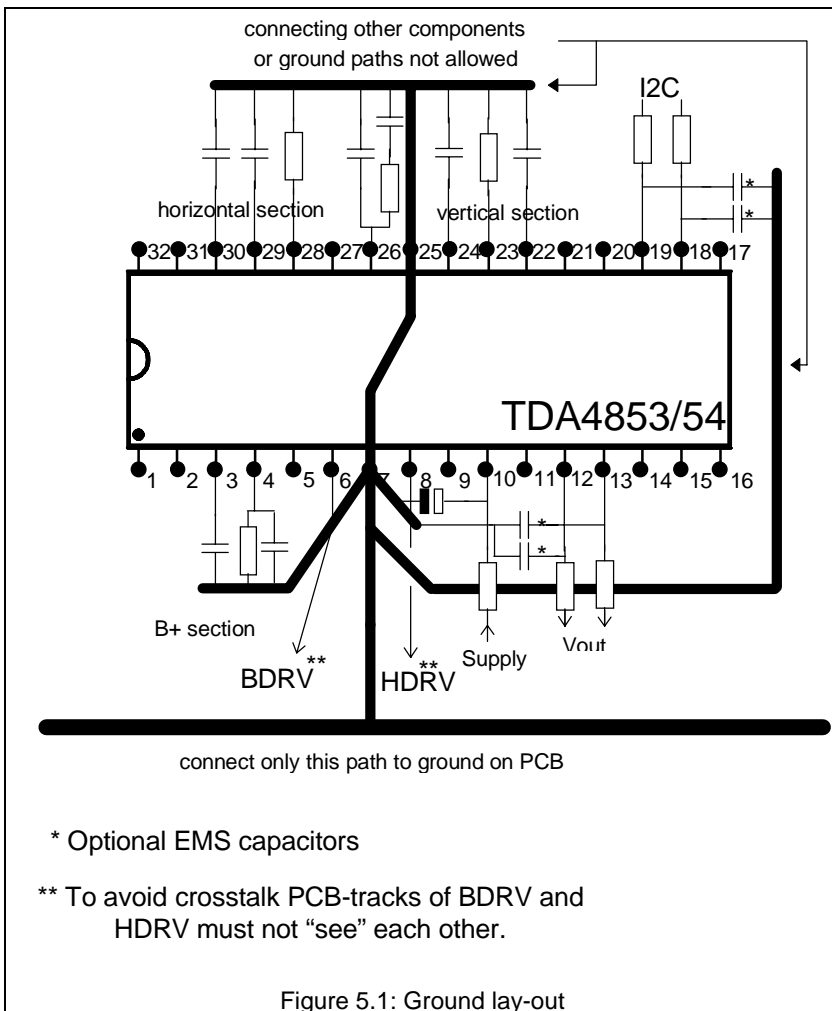 connecting other components
or ground paths not allowed
I2C
*
*
horizontal section
vertical section
32 31 30 29 28 27 26 25 24 23 22 21 20 19 18 17
TDA4853/54
1 2 3 4 5 6 7 8 9 10 11 12 13 14 15 16
*
*
B+ section
BDRV**
HDRV**
Supply
Vout
connect only this path to ground on PCB
* Optional EMS capacitors
** To avoid crosstalk PCB-tracks of BDRV and
HDRV must not “see” each other.
Figure 5.1: Ground lay-out